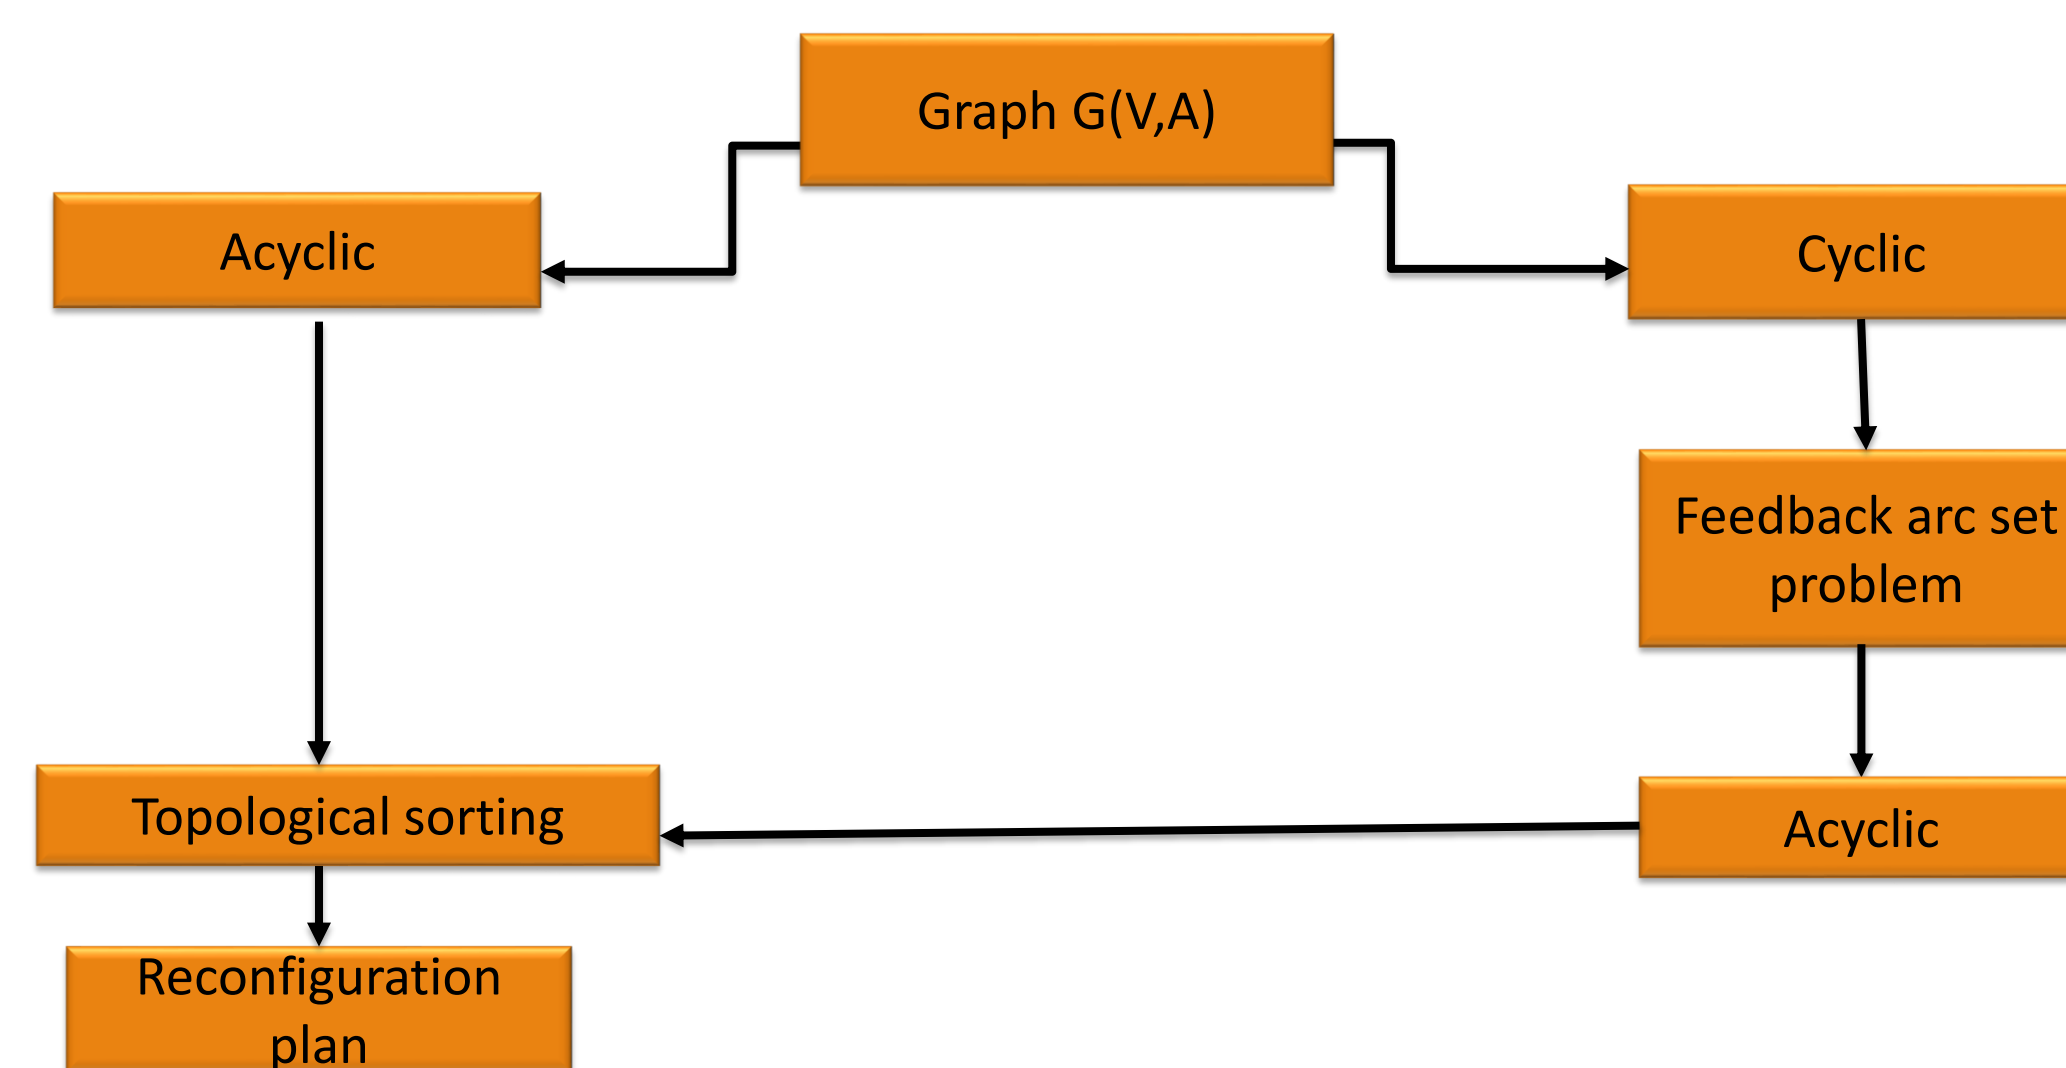 Graph G(V,A)
Acyclic
Cyclic
Feedback arc set
problem
Topological sorting
Acyclic
Reconfiguration
plan